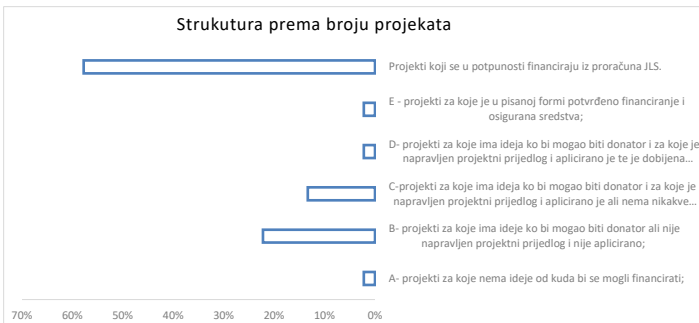 Strukutura prema broju projekata
Projekti koji se u potpunosti financiraju iz proračuna JLS.
E - projekti za koje je u pisanoj formi potvrđeno financiranje i
osigurana sredstva;
D- projekti za koje ima ideja ko bi mogao biti donator i za koje je
napravljen projektni prijedlog i aplicirano je te je dobijena...
C-projekti za koje ima ideja ko bi mogao biti donator i za koje je
napravljen projektni prijedlog i aplicirano je ali nema nikakve...
B- projekti za koje ima ideje ko bi mogao biti donator ali nije
napravljen projektni prijedlog i nije aplicirano;
A- projekti za koje nema ideje od kuda bi se mogli financirati;
70% 60% 50% 40% 30% 20% 10% 0%